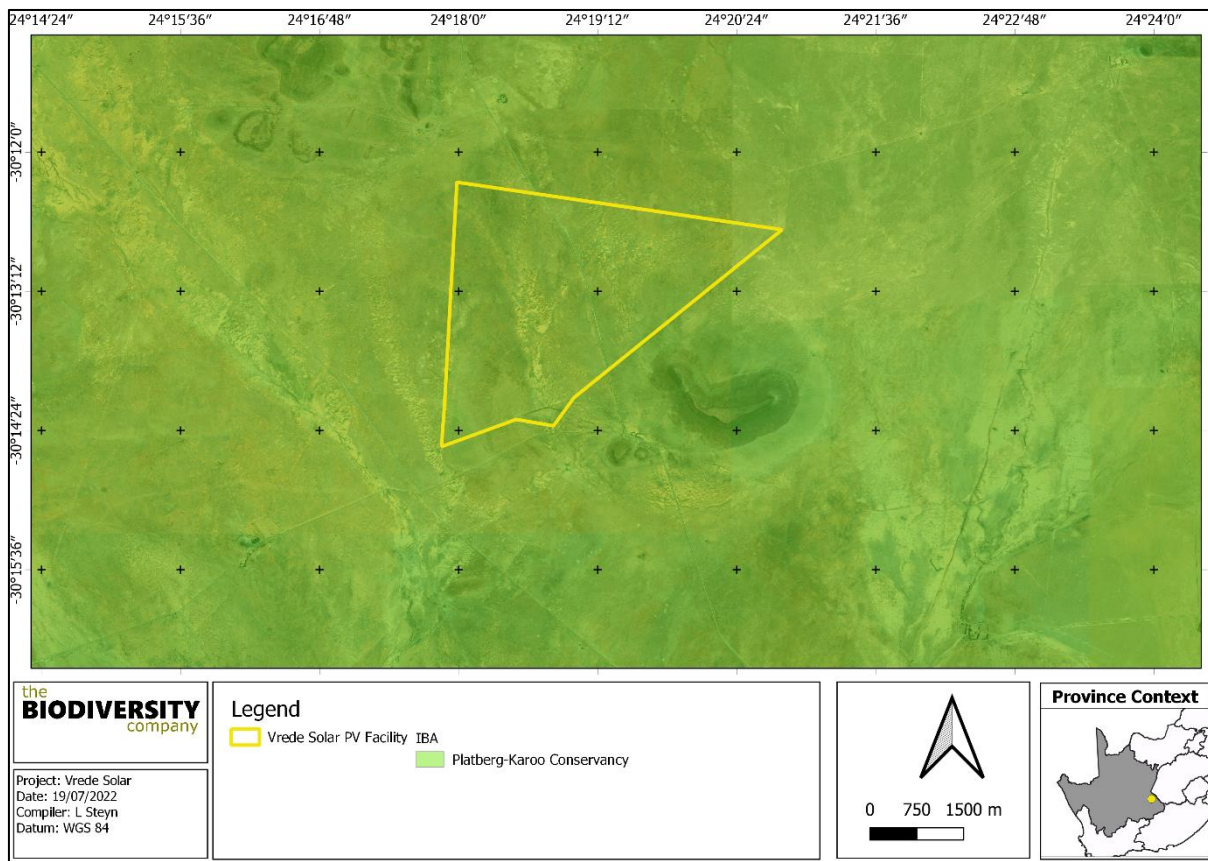 24°14'24" 24°15'36" 24°16'48" 24°18'0" 24°19'12" 24°20'24" 24°21'36" 24°22'48" 24°24'0"
-30°12'0"
-30°13'12"
-30°14'24"
-30°15'36"
the
BIODIVERSITY
company
Project: Vrede Solar
Date: 19/07/2022
Compiler: L Steyn
Datum: WGS 84
Legend
Vrede Solar PV Facility IBA
Platberg-Karoo Conservancy
0 750 1500 m
Province Context